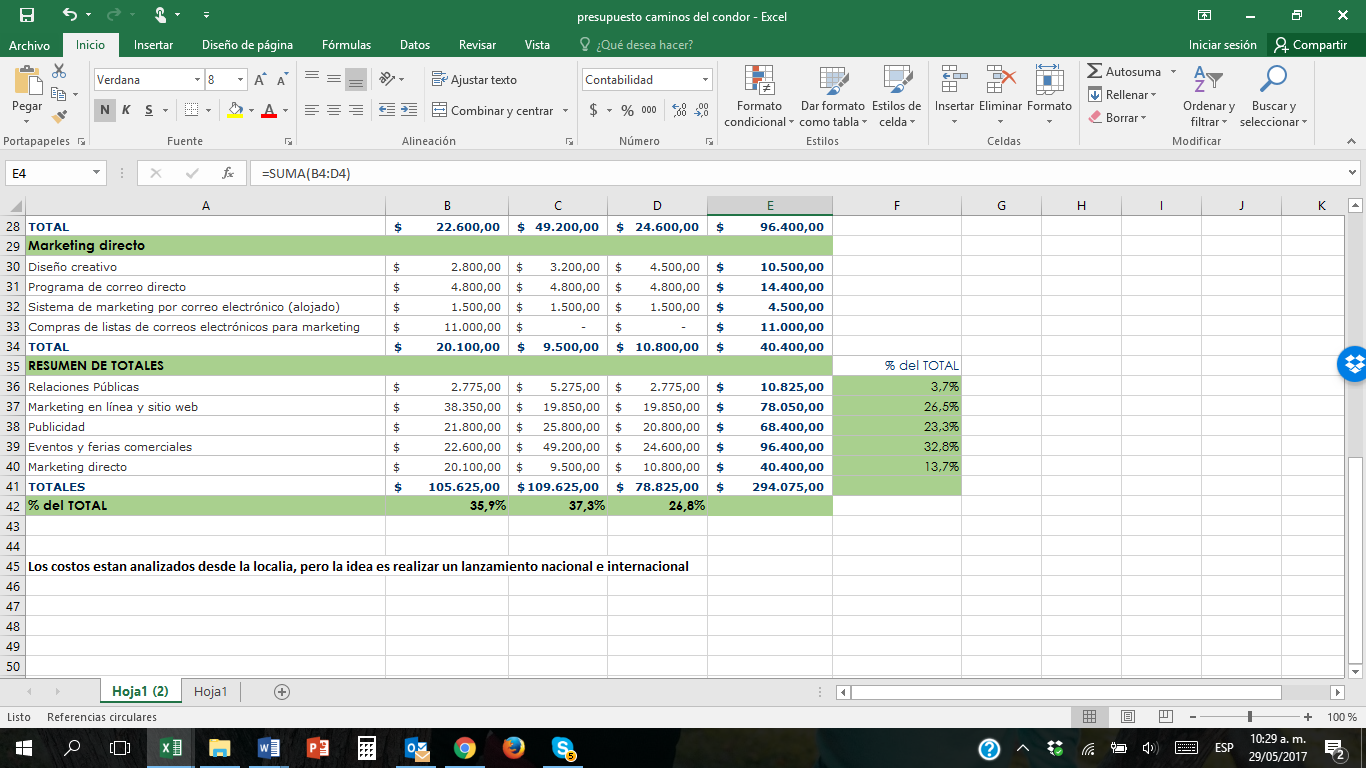 presupuesto caminos del condor - Excel
Archivo Inicio Insertar Diseño de página Fórmulas Datos Revisar Vista ¿Qué desea hacer? Iniciar sesión Compartir
Pegar Verdana 8 Ajustar texto Contabilidad Formato condicional Dar formato como tabla Estilos de celda Insertar Eliminar Formato Autosuma Rellenar Borrar Ordenar y filtrar Buscar y seleccionar
N K S Combinar y centrar $ % 000
Portapapeles Fuente Alineación Número Estilos Celdas Modificar
E4 fx =SUMA(B4:D4)
A B C D E F G H I J K
28 TOTAL $ 22.600,00 $ 49.200,00 $ 24.600,00 $ 96.400,00
29 Marketing directo
30 Diseño creativo $ 2.800,00 $ 3.200,00 $ 4.500,00 $ 10.500,00
31 Programa de correo directo $ 4.800,00 $ 4.800,00 $ 4.800,00 $ 14.400,00
32 Sistema de marketing por correo electrónico (alojado) $ 1.500,00 $ 1.500,00 $ 1.500,00 $ 4.500,00
33 Compras de listas de correos electrónicos para marketing $ 11.000,00 $ - $ - $ 11.000,00
34 TOTAL $ 20.100,00 $ 9.500,00 $ 10.800,00 $ 40.400,00
35 RESUMEN DE TOTALES % del TOTAL
36 Relaciones Públicas $ 2.775,00 $ 5.275,00 $ 2.775,00 $ 10.825,00 3,7%
37 Marketing en línea y sitio web $ 38.350,00 $ 19.850,00 $ 19.850,00 $ 78.050,00 26,5%
38 Publicidad $ 21.800,00 $ 25.800,00 $ 20.800,00 $ 68.400,00 23,3%
39 Eventos y ferias comerciales $ 22.600,00 $ 49.200,00 $ 24.600,00 $ 96.400,00 32,8%
40 Marketing directo $ 20.100,00 $ 9.500,00 $ 10.800,00 $ 40.400,00 13,7%
41 TOTALES $ 105.625,00 $ 109.625,00 $ 78.825,00 $ 294.075,00
42 % del TOTAL 35,9% 37,3% 26,8%
43
44
45 Los costos estan analizados desde la localia, pero la idea es realizar un lanzamiento nacional e internacional
46
47
48
49
50
Hoja1 (2) Hoja1
Listo Referencias circulares 100 %
ESP 10:29 a. m.
29/05/2017 2